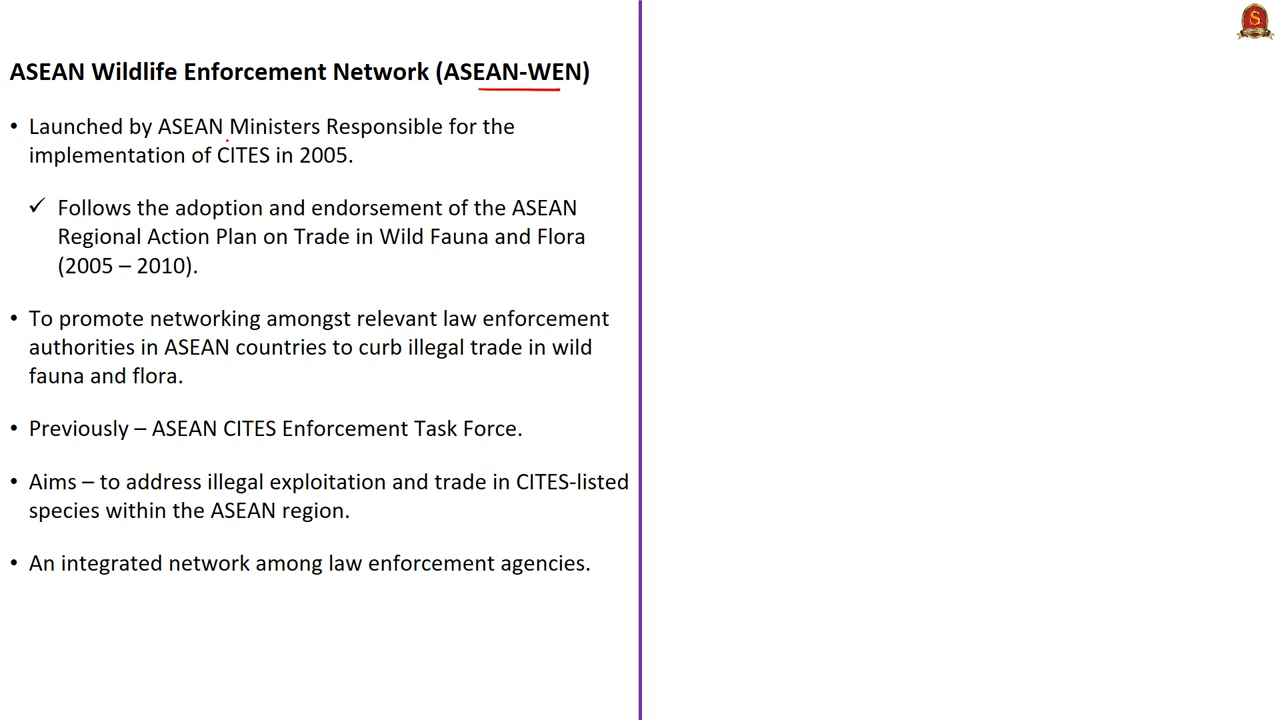 ASEAN Wildlife Enforcement Network (ASEAN-WEN)
• Launched by ASEAN Ministers Responsible for the
implementation of CITES in 2005.
✓ Follows the adoption and endorsement of the ASEAN
Regional Action Plan on Trade in Wild Fauna and Flora
(2005 – 2010).
• To promote networking amongst relevant law enforcement
authorities in ASEAN countries to curb illegal trade in wild
fauna and flora.
• Previously – ASEAN CITES Enforcement Task Force.
• Aims – to address illegal exploitation and trade in CITES-listed
species within the ASEAN region.
• An integrated network among law enforcement agencies.
S